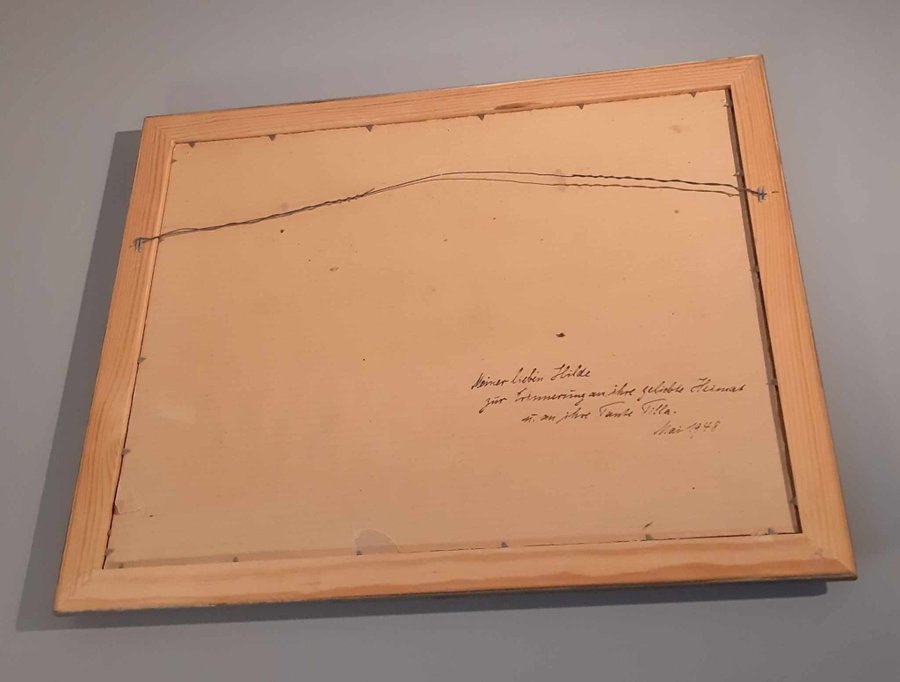 Meiner lieben Hilde
zur Erinnerung an ihre geliebte Heimat
u. an ihre Tante Tilla.
Mai 1948